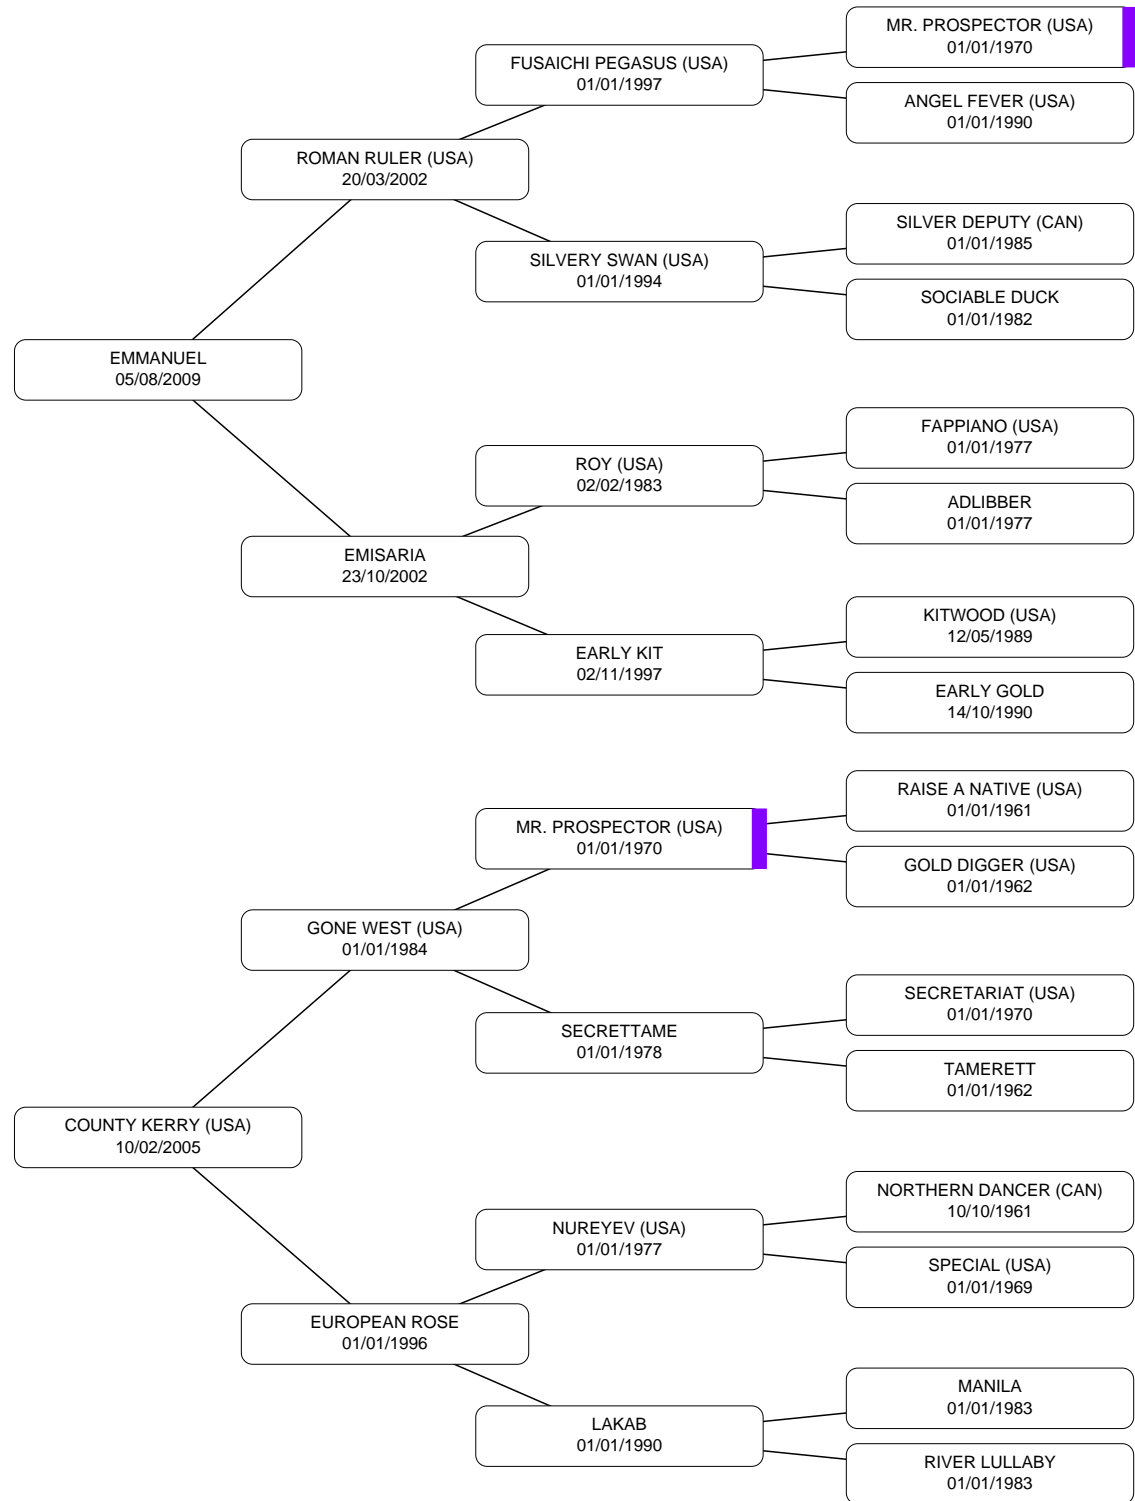 MR. PROSPECTOR (USA)
01/01/1970
FUSAICHI PEGASUS (USA)
01/01/1997
ANGEL FEVER (USA)
01/01/1990
ROMAN RULER (USA)
20/03/2002
SILVER DEPUTY (CAN)
01/01/1985
SILVERY SWAN (USA)
01/01/1994
SOCIABLE DUCK
01/01/1982
EMMANUEL
05/08/2009
FAPPIANO (USA)
01/01/1977
ROY (USA)
02/02/1983
ADLIBBER
01/01/1977
EMISARIA
23/10/2002
KITWOOD (USA)
12/05/1989
EARLY KIT
02/11/1997
EARLY GOLD
14/10/1990
RAISE A NATIVE (USA)
01/01/1961
MR. PROSPECTOR (USA)
01/01/1970
GOLD DIGGER (USA)
01/01/1962
GONE WEST (USA)
01/01/1984
SECRETARIAT (USA)
01/01/1970
SECRETTAME
01/01/1978
TAMERETT
01/01/1962
COUNTY KERRY (USA)
10/02/2005
NORTHERN DANCER (CAN)
10/10/1961
NUREYEV (USA)
01/01/1977
SPECIAL (USA)
01/01/1969
EUROPEAN ROSE
01/01/1996
MANILA
01/01/1983
LAKAB
01/01/1990
RIVER LULLABY
01/01/1983